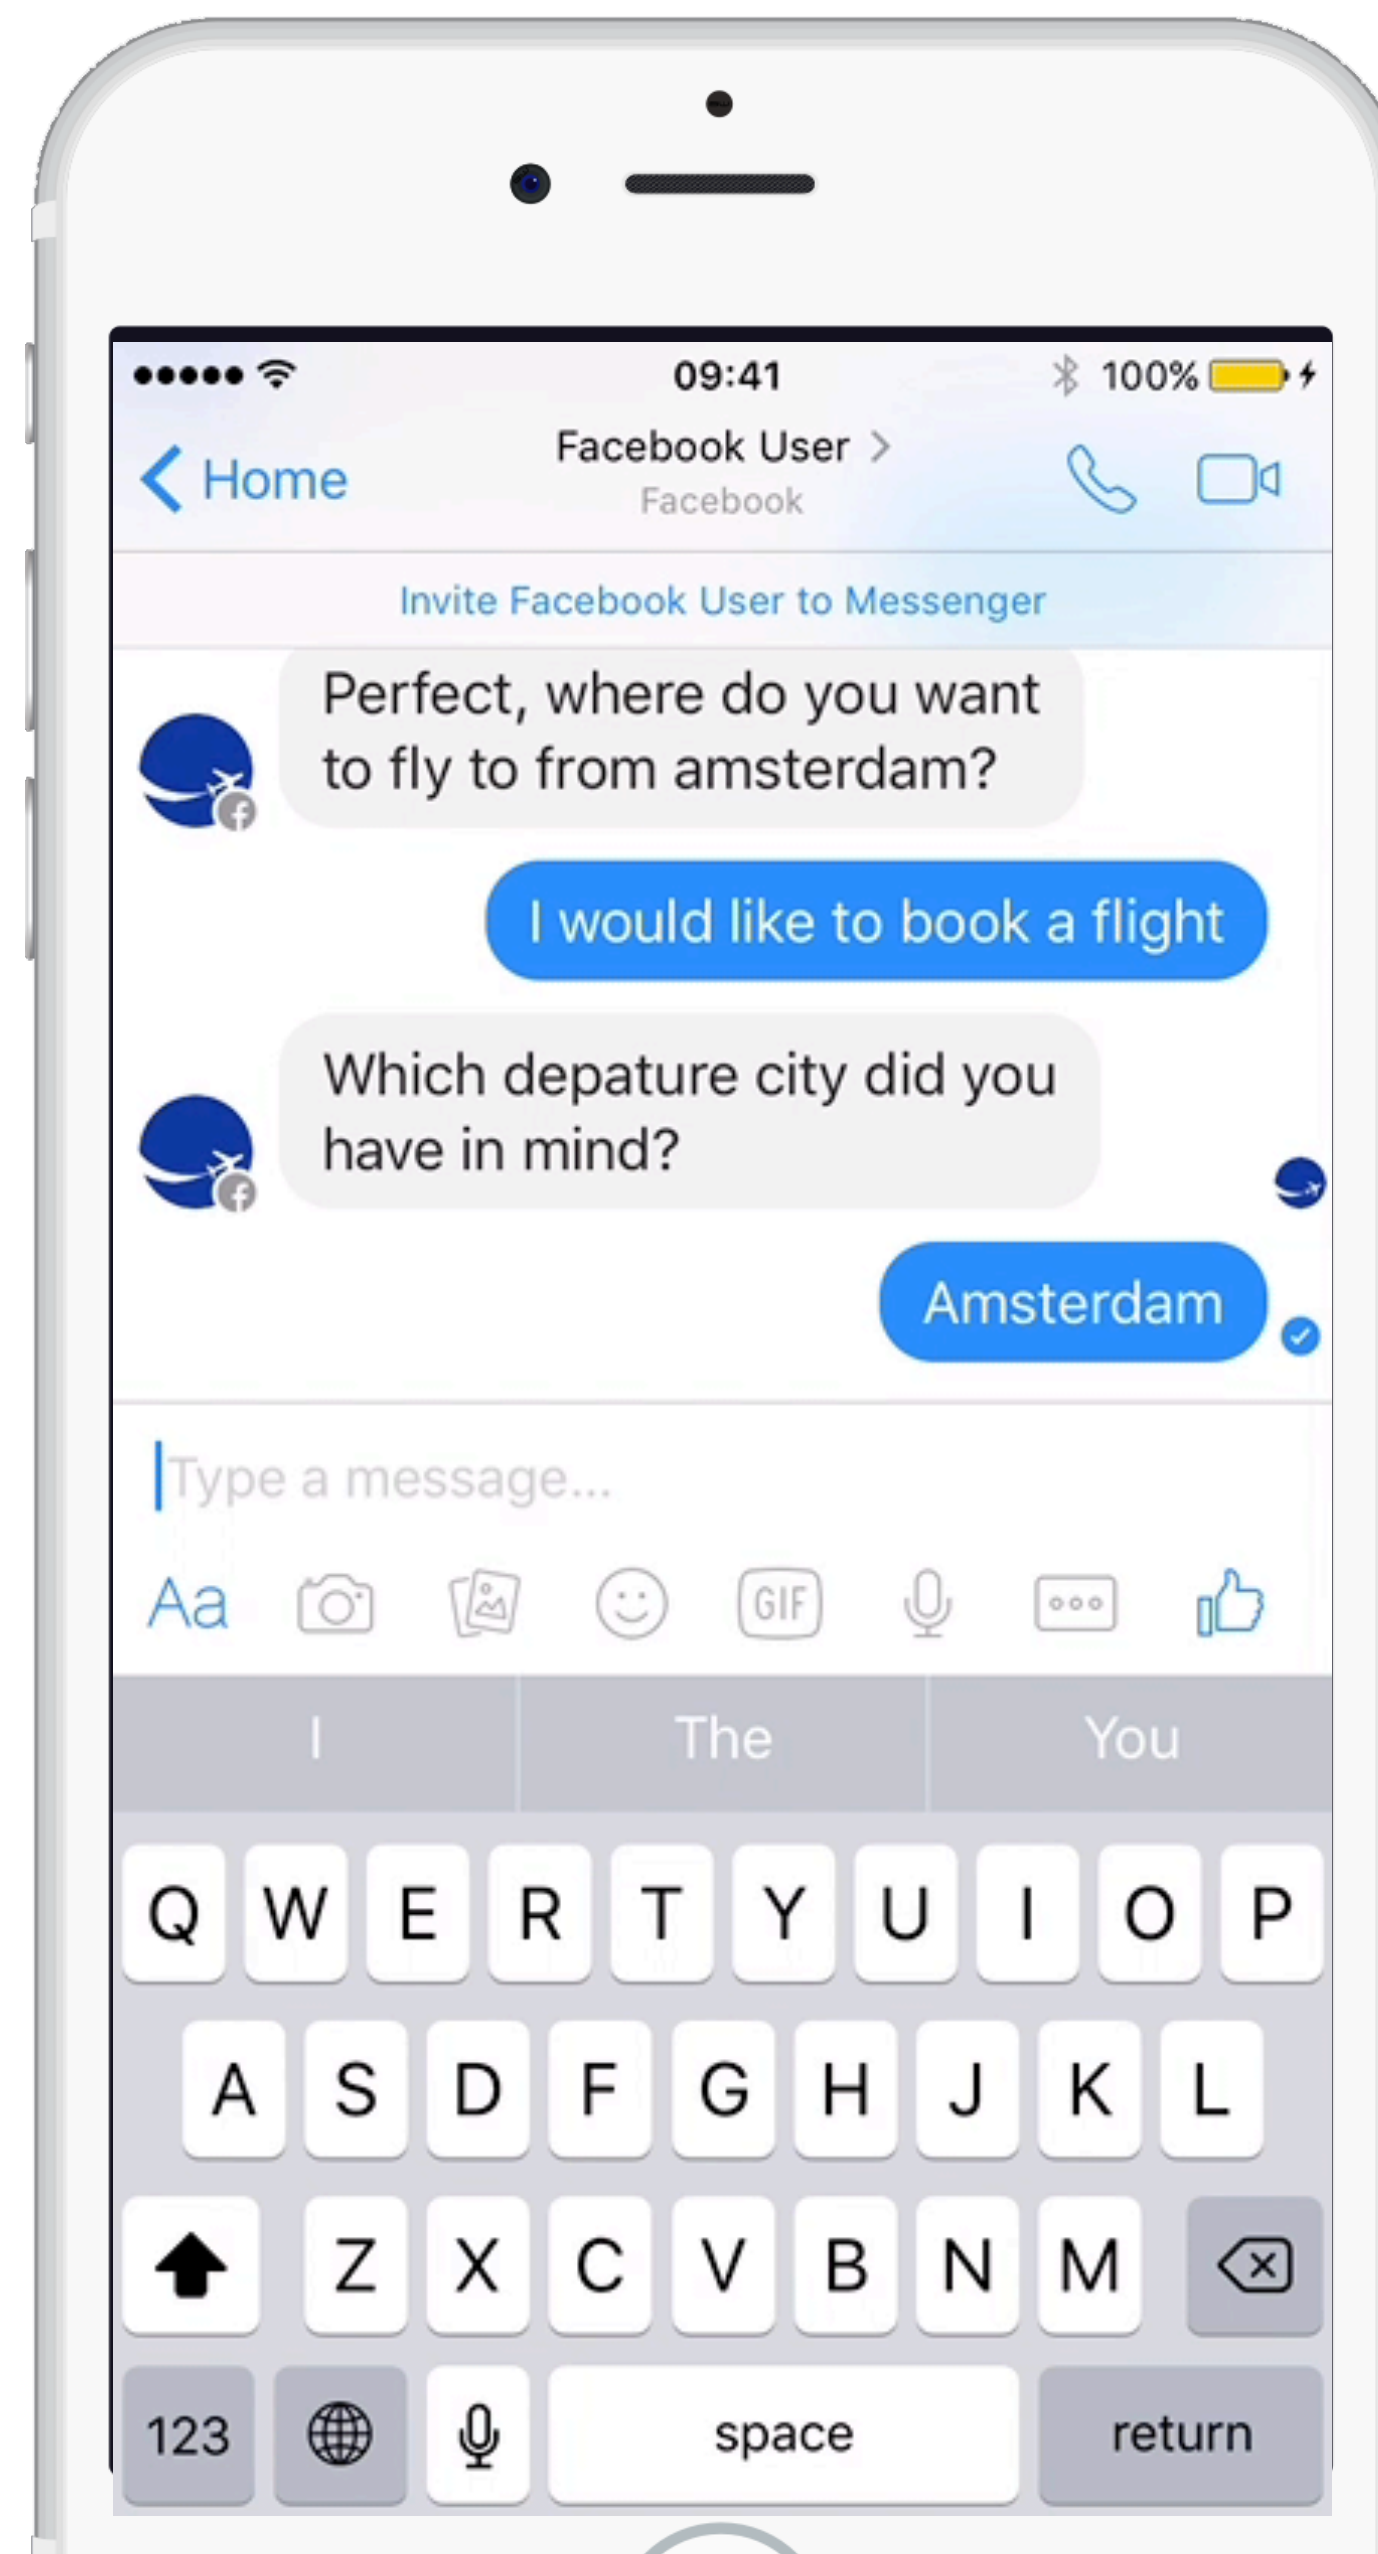 09:41
100%
Home
Facebook User
Facebook
Invite Facebook User to Messenger
Perfect, where do you want
to fly to from amsterdam?
I would like to book a flight
Which depature city did you
have in mind?
Amsterdam
Type a message...
Aa
GIF
I The You
Q W E R T Y U I O P
A S D F G H J K L
Z X C V B N M
123 space return